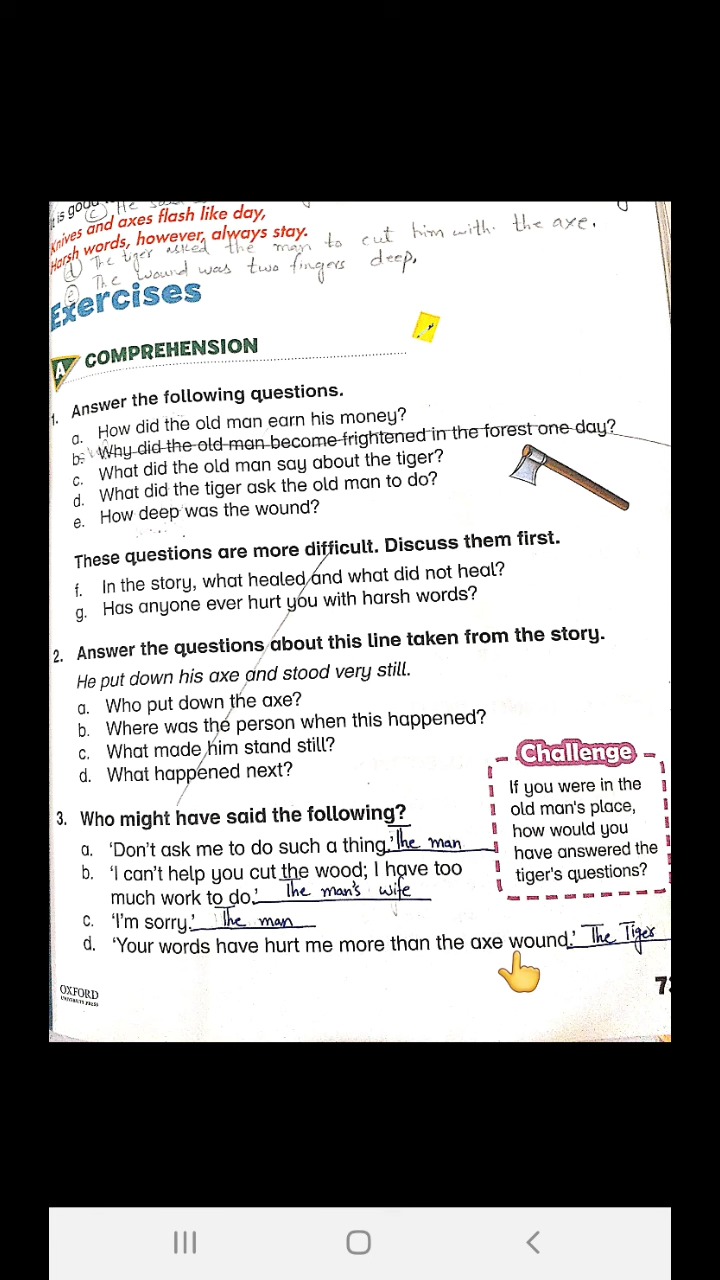 It is good
(c) He
Knives and axes flash like day,
Harsh words, however, always stay.
(d) The tiger asked the man to cut him with the axe.
(e) The wound was two fingers deep.
Exercises
A COMPREHENSION
1. Answer the following questions.
a. How did the old man earn his money?
b. Why did the old man become frightened in the forest one day?
c. What did the old man say about the tiger?
d. What did the tiger ask the old man to do?
e. How deep was the wound?
These questions are more difficult. Discuss them first.
f. In the story, what healed and what did not heal?
g. Has anyone ever hurt you with harsh words?
2. Answer the questions about this line taken from the story.
He put down his axe and stood very still.
a. Who put down the axe?
b. Where was the person when this happened?
c. What made him stand still?
d. What happened next?
Challenge
If you were in the
old man's place,
how would you
have answered the
tiger's questions?
3. Who might have said the following?
a. 'Don't ask me to do such a thing.' The man
b. 'I can't help you cut the wood; I have too
much work to do.' The man's wife
c. 'I'm sorry.' The man
d. 'Your words have hurt me more than the axe wound.' The Tiger
OXFORD
UNIVERSITY PRESS